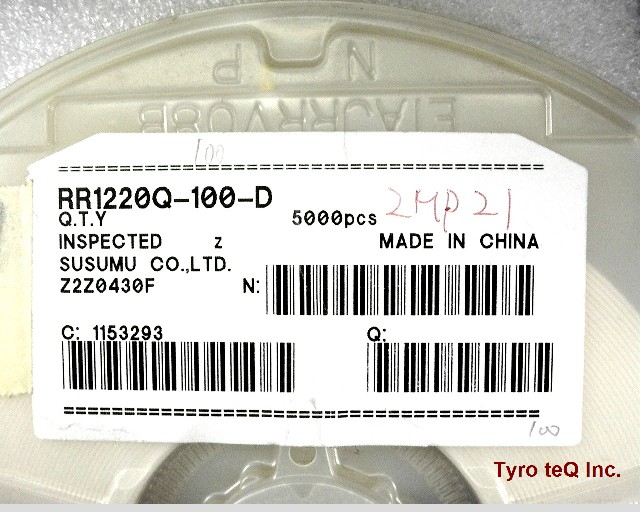 N
P
EIAJRRV08B
100
RR1220Q-100-D
Q.T.Y 5000pcs 2MP21
INSPECTED z MADE IN CHINA
SUSUMU CO.,LTD.
Z2Z0430F N:
C: 1153293 Q:
100
Tyro teQ Inc.